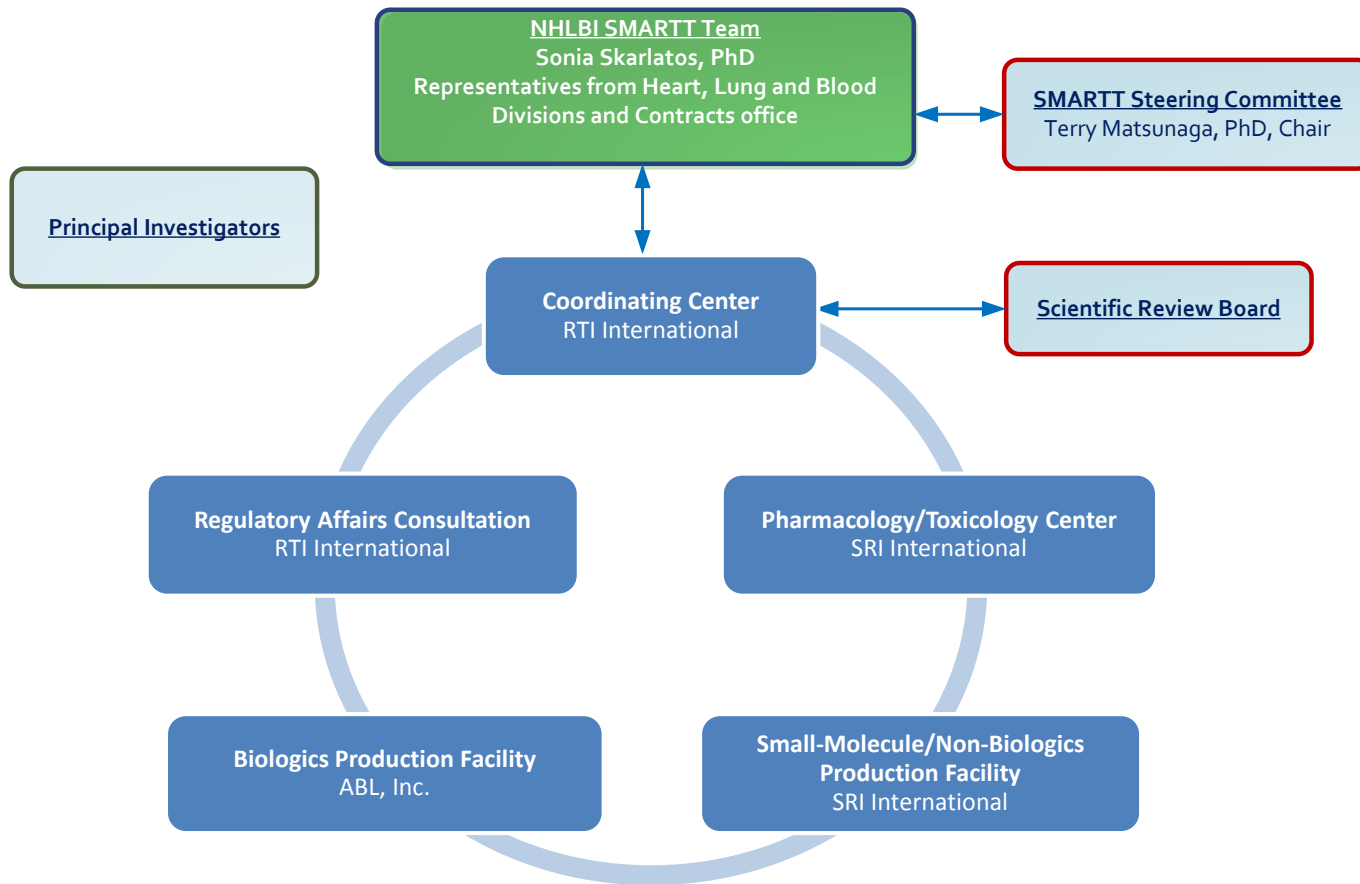 NHLBI SMARTT Team
Sonia Skarlatos, PhD
Representatives from Heart, Lung and Blood
Divisions and Contracts office
SMARTT Steering Committee
Terry Matsunaga, PhD, Chair
Principal Investigators
Coordinating Center
RTI International
Scientific Review Board
Regulatory Affairs Consultation
RTI International
Pharmacology/Toxicology Center
SRI International
Biologics Production Facility
ABL, Inc.
Small-Molecule/Non-Biologics
Production Facility
SRI International